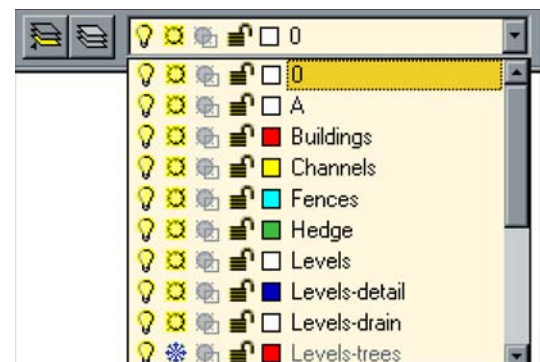 0
0
A
Buildings
Channels
Fences
Hedge
Levels
Levels-detail
Levels-drain
Levels-trees